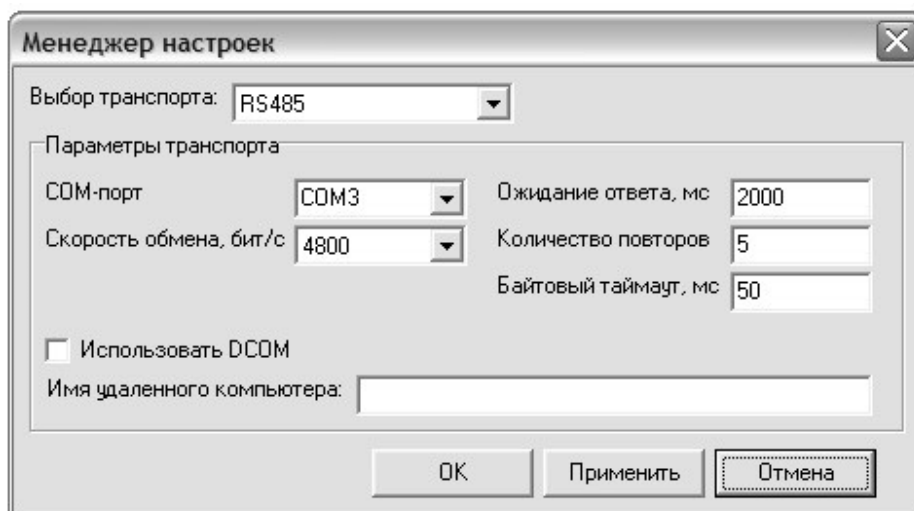 Менеджер настроек
Выбор транспорта: RS485
Параметры транспорта
COM-порт COM3 Ожидание ответа, мс 2000
Скорость обмена, бит/с 4800 Количество повторов 5
Байтовый таймаут, мс 50
Использовать DCOM
Имя удаленного компьютера:
OK Применить Отмена